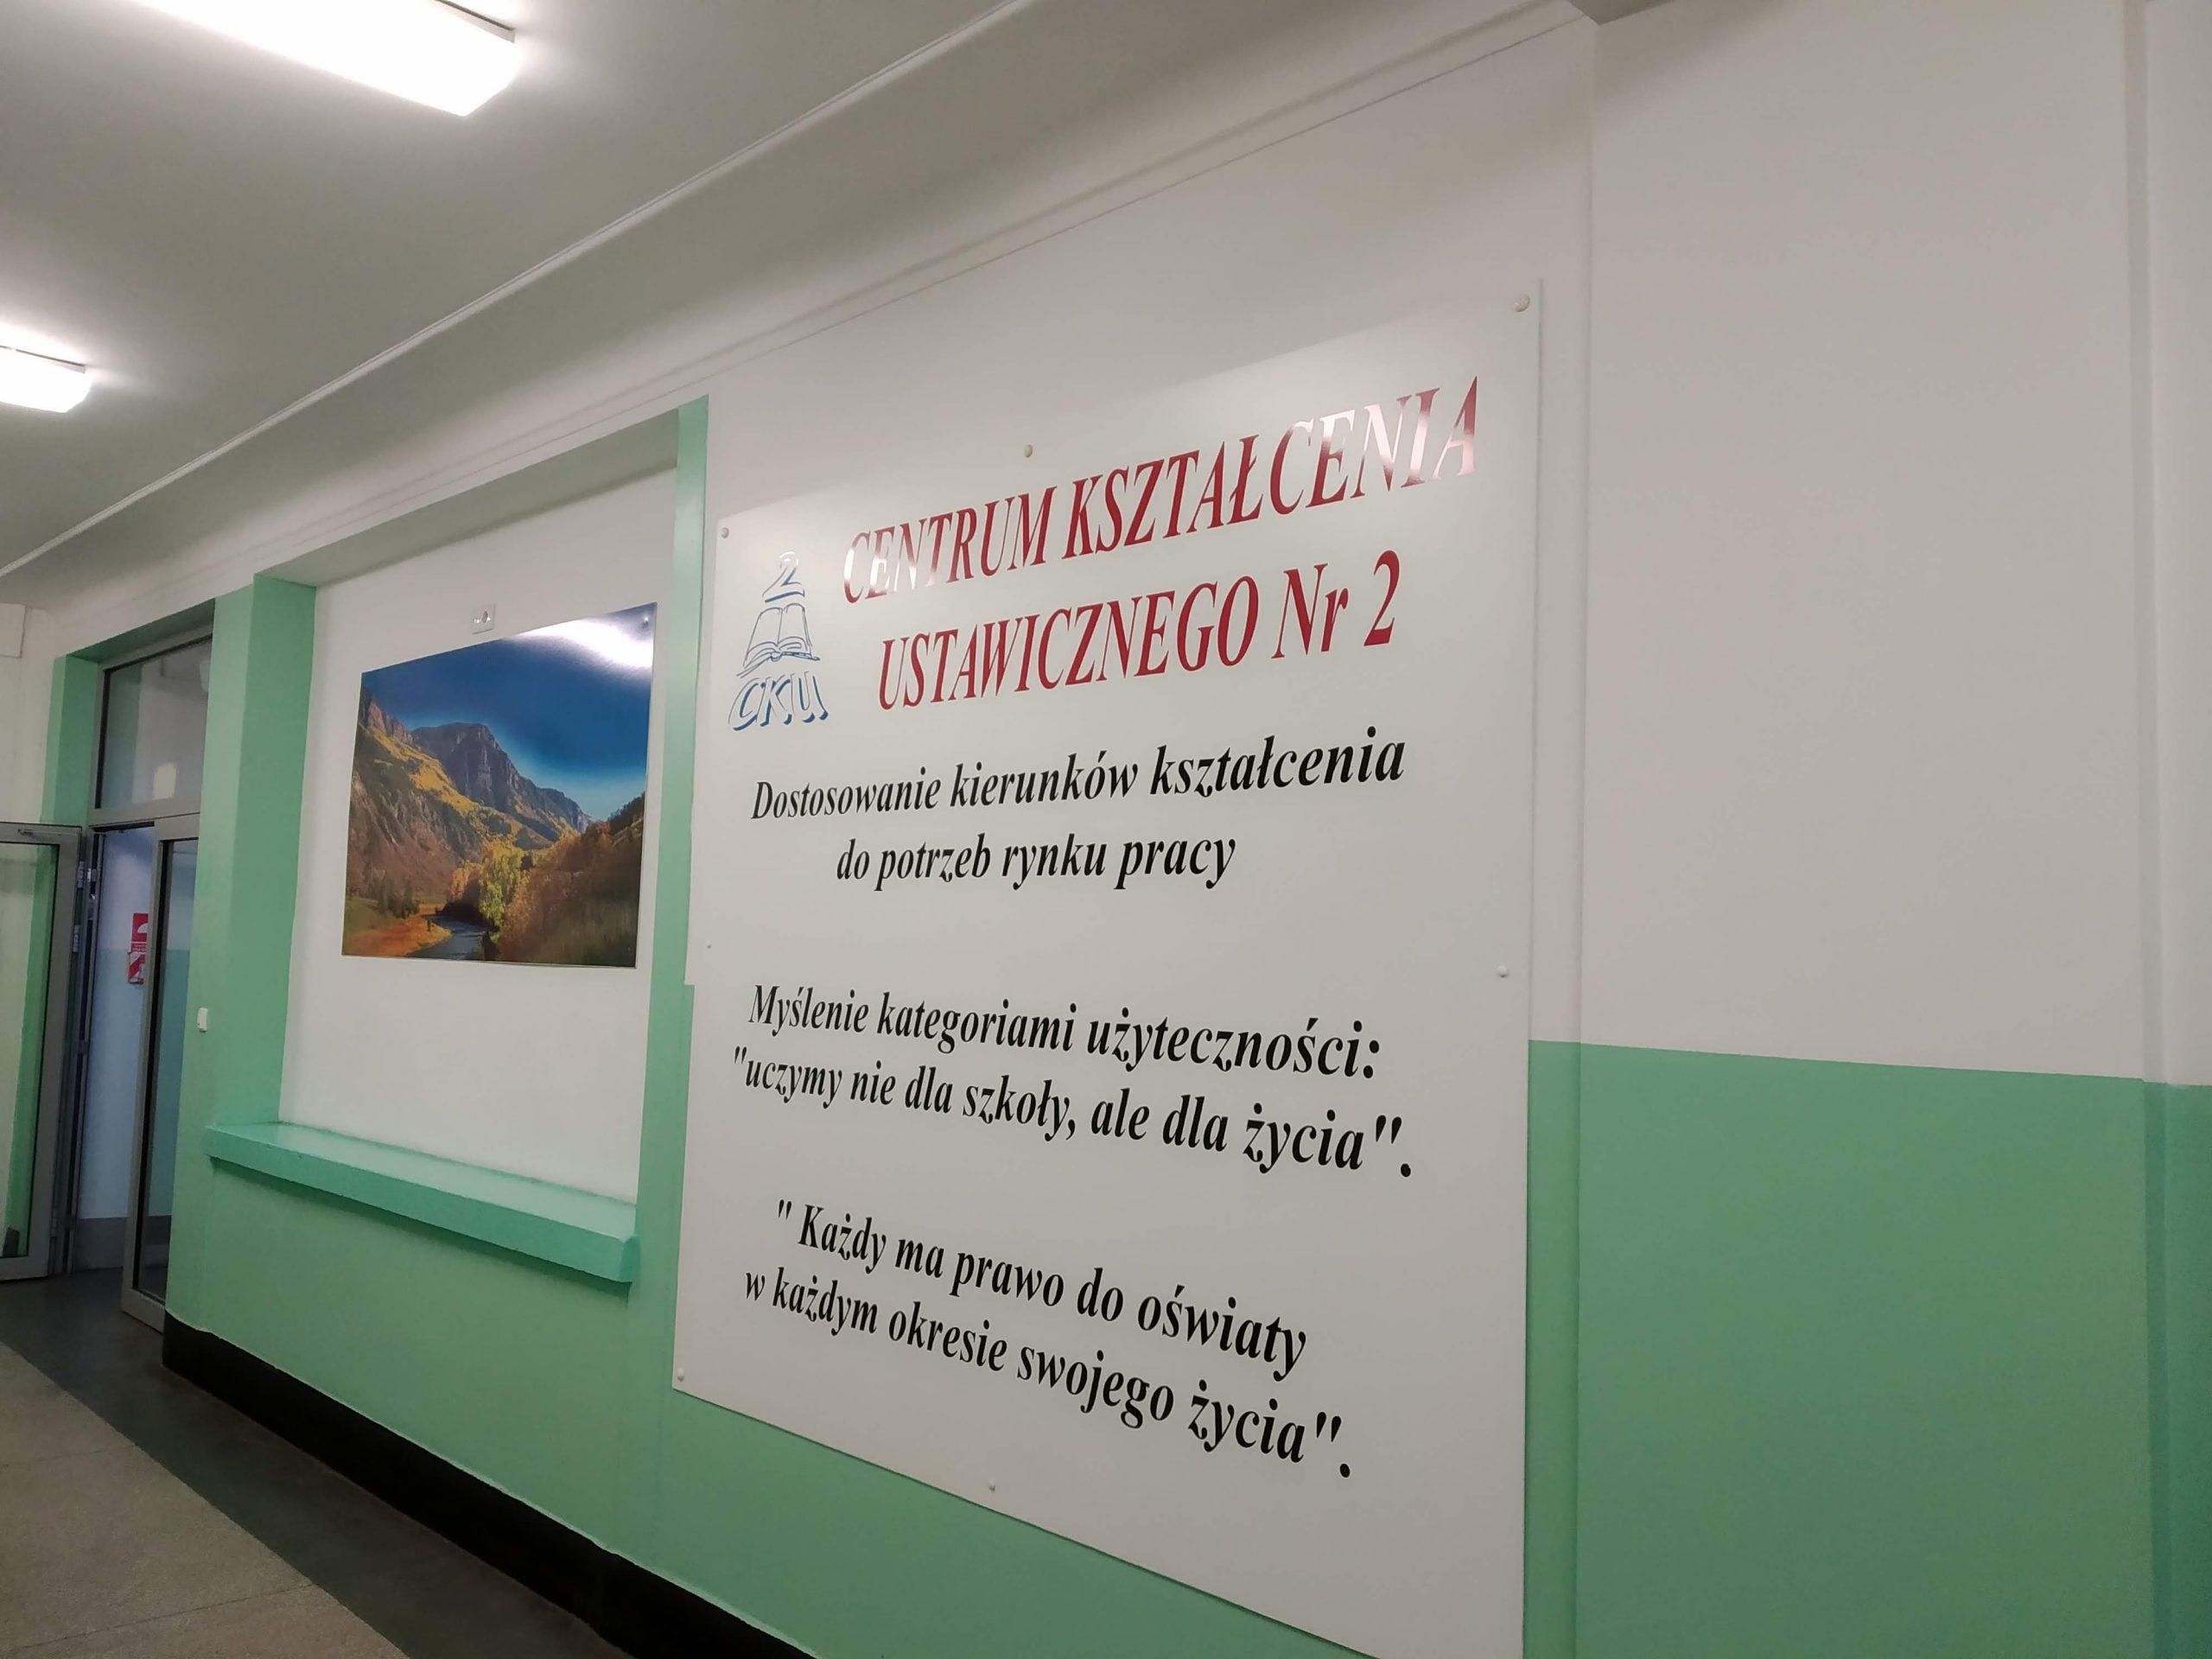 CENTRUM KSZTAŁCENIA
USTAWICZNEGO Nr 2
2
CKU
Dostosowanie kierunków kształcenia
do potrzeb rynku pracy
Myślenie kategoriami użyteczności:
"uczymy nie dla szkoły, ale dla życia".
" Każdy ma prawo do oświaty
w każdym okresie swojego życia".